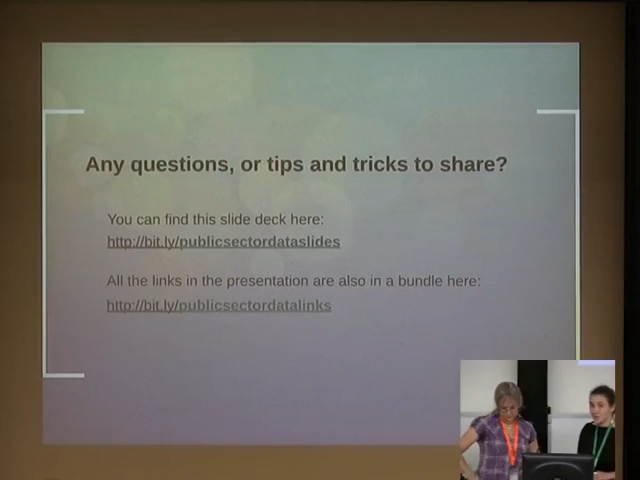 Any questions, or tips and tricks to share?
You can find this slide deck here:
http://bit.ly/publicsectordataslides
All the links in the presentation are also in a bundle here:
http://bit.ly/publicsectordatalinks